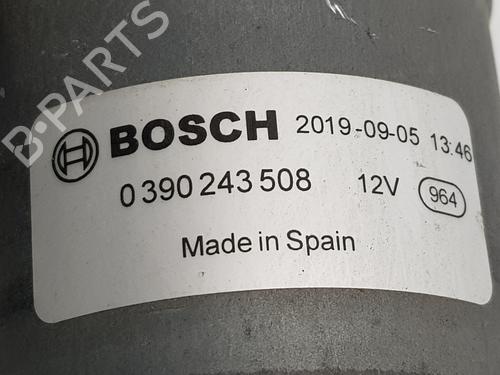 B-PARTS
BOSCH 2019-09-05 13:46
0 390 243 508 12V 964
Made in Spain